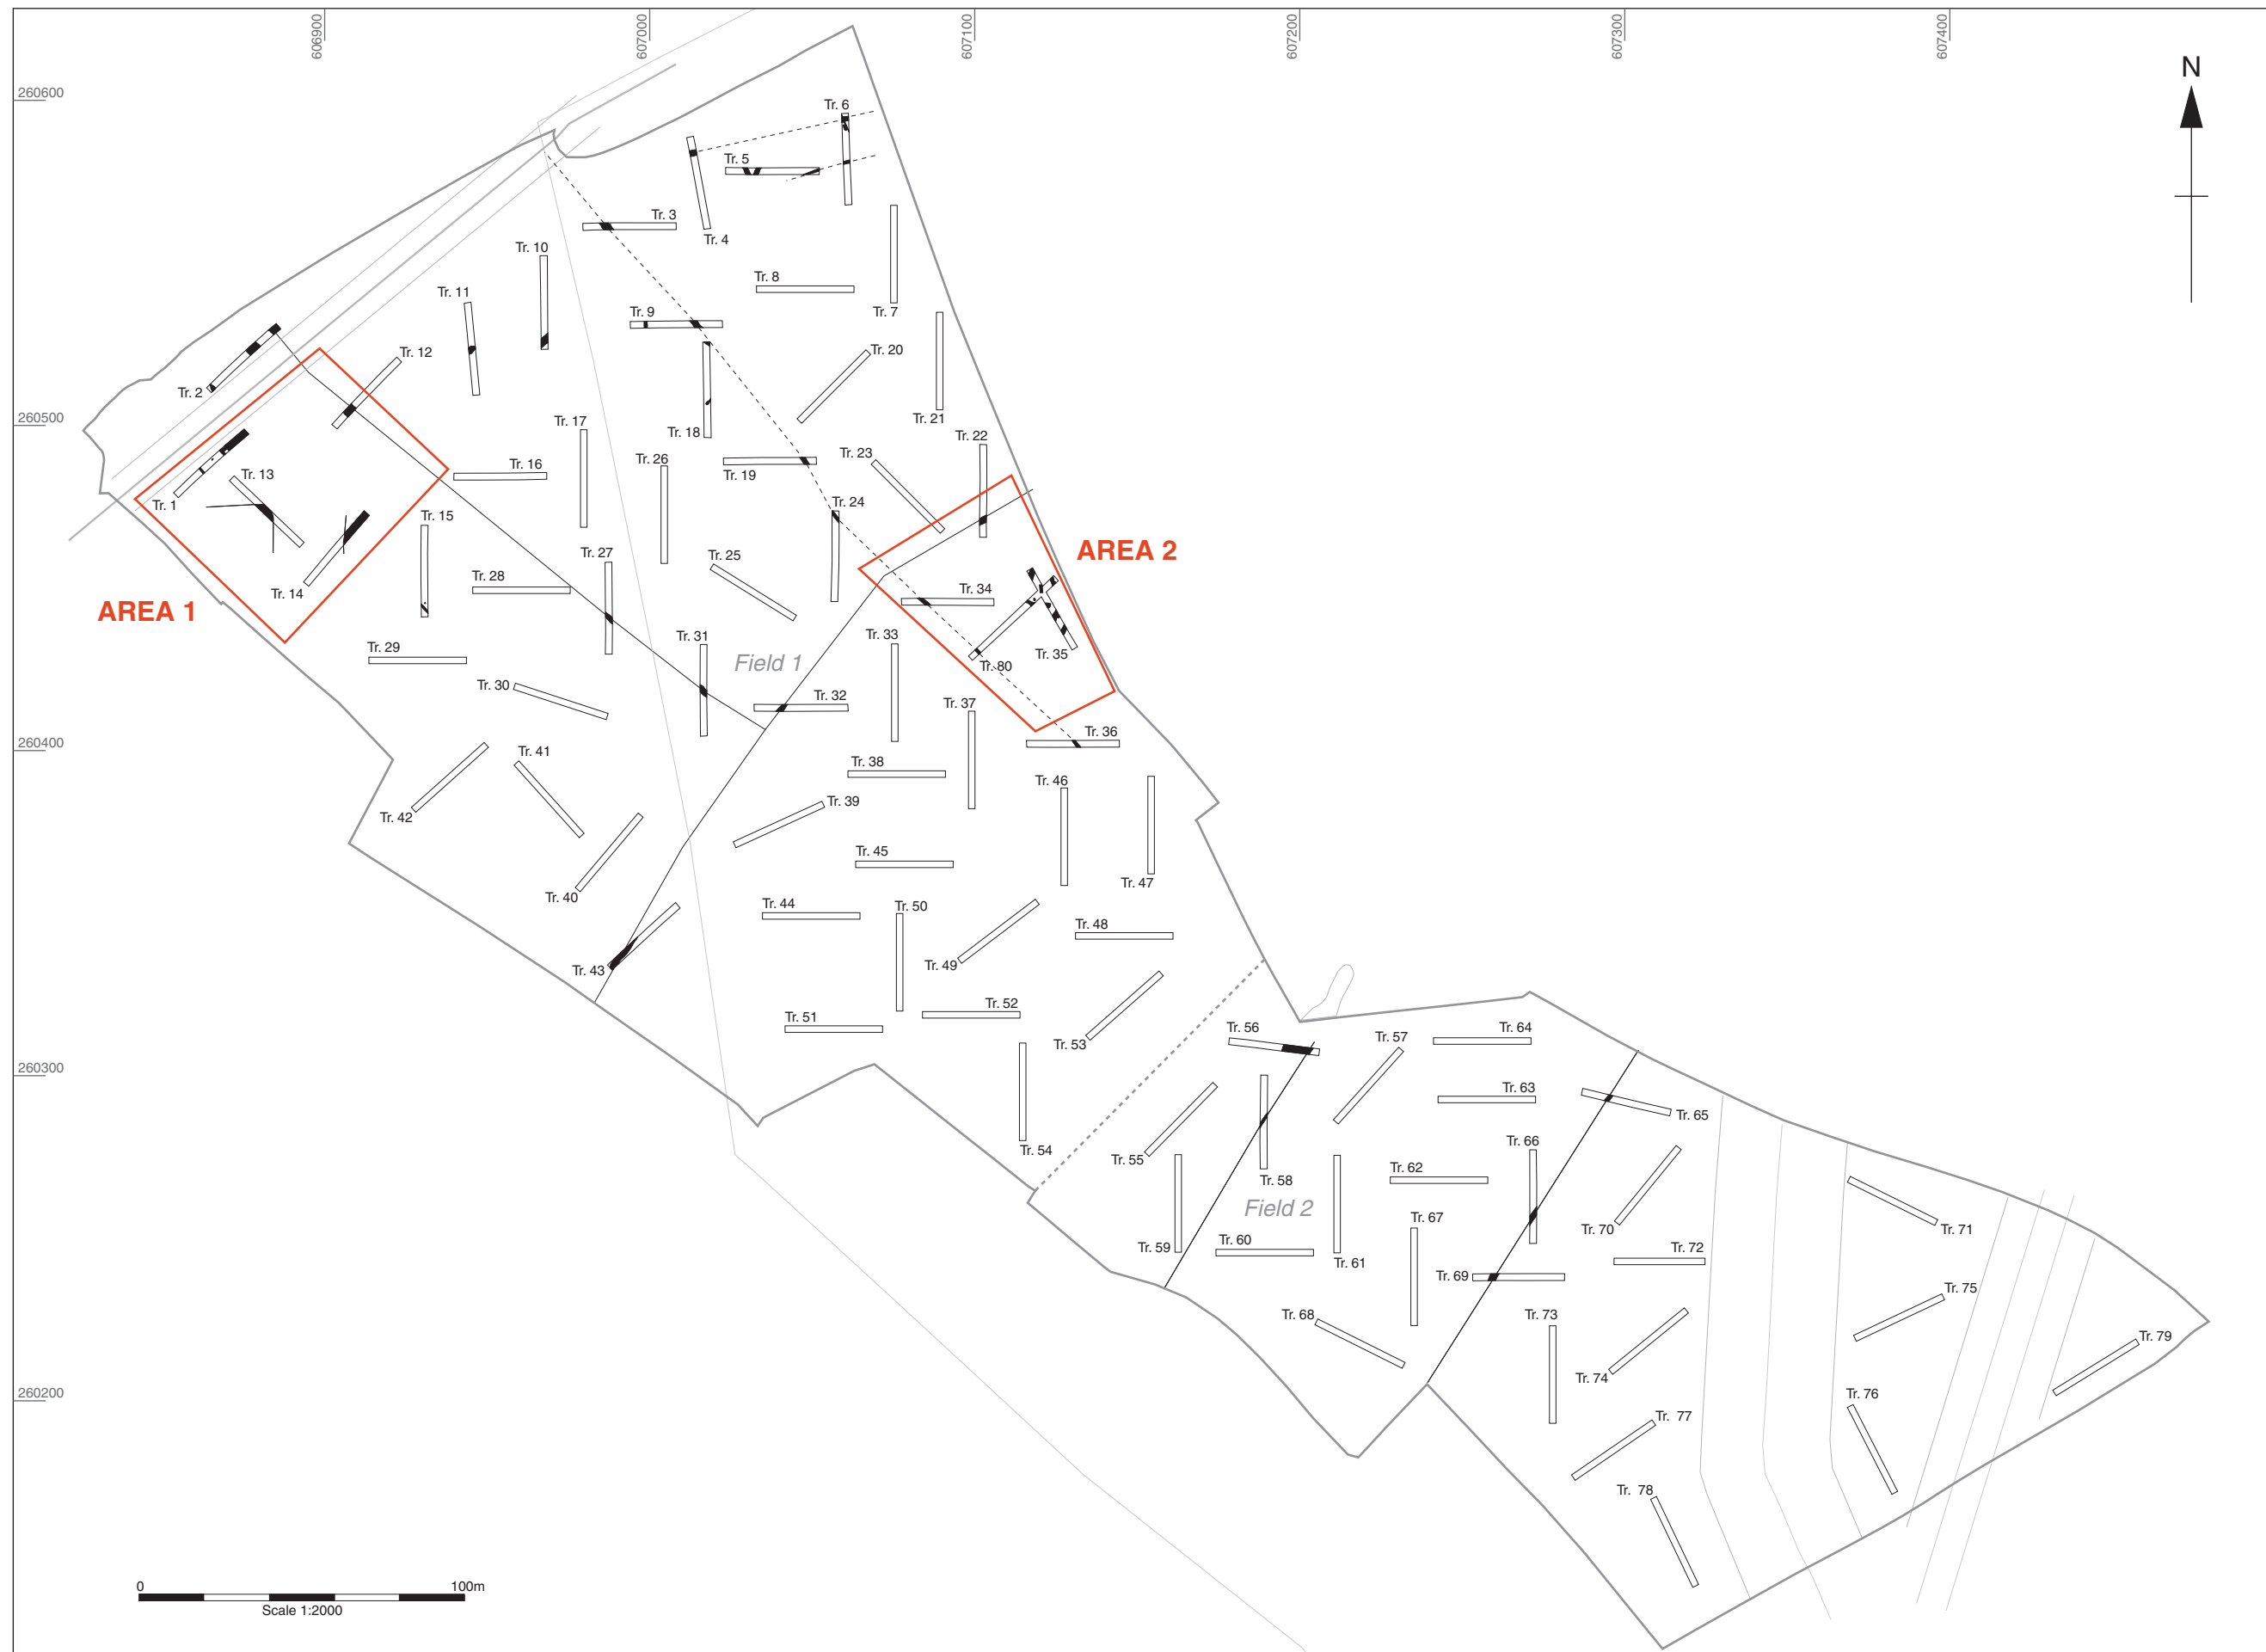 606900
607000
607100
607200
607300
607400
N
260600
Tr. 6
Tr. 5
Tr. 3
Tr. 4
Tr. 10
Tr. 8
Tr. 11
Tr. 7
Tr. 9
Tr. 12
Tr. 20
Tr. 2
260500
Tr. 21
Tr. 17
Tr. 18
Tr. 22
Tr. 26
Tr. 23
Tr. 16
Tr. 19
Tr. 13
Tr. 1
Tr. 24
Tr. 15
AREA 2
Tr. 27
Tr. 25
Tr. 28
Tr. 34
Tr. 14
AREA 1
Tr. 31
Tr. 33
Tr. 29
Field 1
Tr. 35
Tr. 80
Tr. 30
Tr. 32
Tr. 37
Tr. 36
260400
Tr. 41
Tr. 38
Tr. 46
Tr. 39
Tr. 42
Tr. 45
Tr. 47
Tr. 40
Tr. 44
Tr. 50
Tr. 48
Tr. 49
Tr. 43
Tr. 52
Tr. 51
Tr. 56
Tr. 64
Tr. 57
Tr. 53
260300
Tr. 63
Tr. 65
Tr. 66
Tr. 54
Tr. 55
Tr. 62
Tr. 58
Field 2
Tr. 67
Tr. 70
Tr. 71
Tr. 60
Tr. 59
Tr. 72
Tr. 61
Tr. 69
Tr. 75
Tr. 68
Tr. 73
Tr. 79
Tr. 74
260200
Tr. 76
Tr. 77
Tr. 78
0
100m
Scale 1:2000